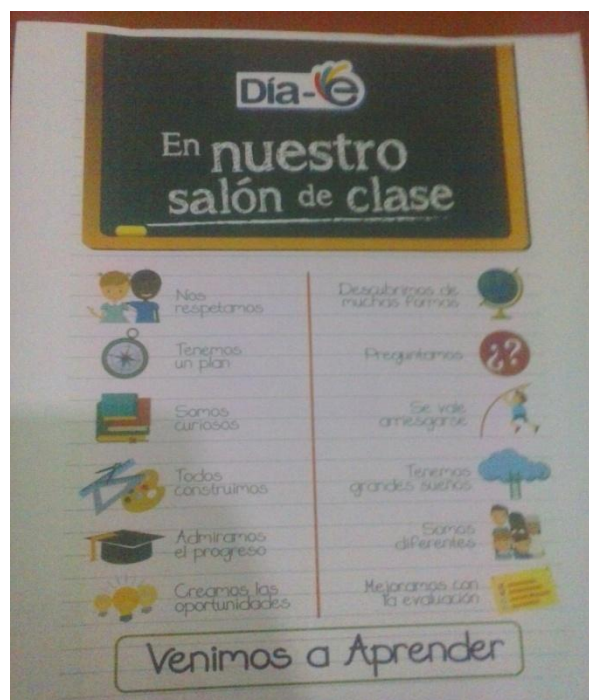 Día-e
En nuestro
salón de clase
Nos
respetamos
Tenemos
un plan
Somos
curiosos
Todos
construimos
Admiramos
el progreso
Creamos las
oportunidades
Descubrimos de
muchas formas
Preguntamos
¿?
Se vale
arriesgarse
Tenemos
grandes sueños
Somos
diferentes
Mejoramos con
la evaluación
Venimos a Aprender